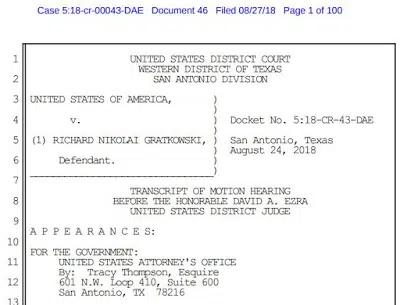 Case 5:18-cr-00043-DAE Document 46 Filed 08/27/18 Page 1 of 100
1 UNITED STATES DISTRICT COURT
WESTERN DISTRICT OF TEXAS
2 SAN ANTONIO DIVISION
3 UNITED STATES OF AMERICA, )
)
4 v. ) Docket No. 5:18-CR-43-DAE
)
5 (1) RICHARD NIKOLAI GRATKOWSKI, ) San Antonio, Texas
) August 24, 2018
6 Defendant. )
)
7 TRANSCRIPT OF MOTION HEARING
8 BEFORE THE HONORABLE DAVID A. EZRA
UNITED STATES DISTRICT JUDGE
9 A P P E A R A N C E S:
10 FOR THE GOVERNMENT:
11 UNITED STATES ATTORNEY'S OFFICE
By: Tracy Thompson, Esquire
12 601 N.W. Loop 410, Suite 600
San Antonio, TX 78216
13